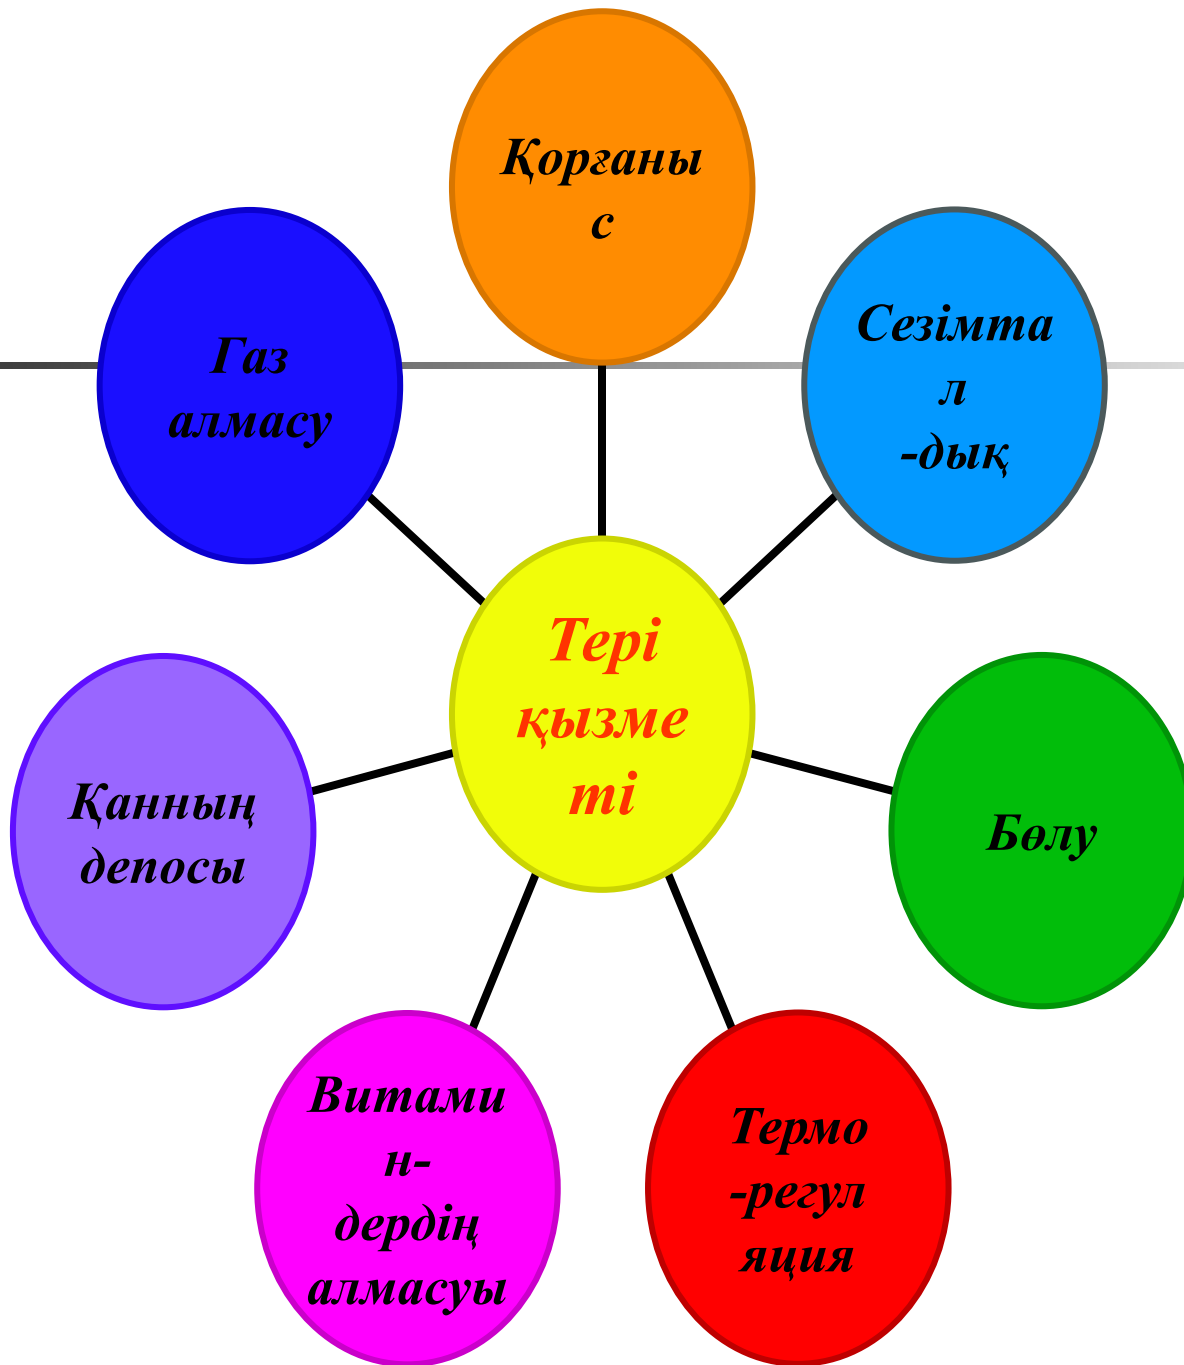 Қорғаны
с
Сезімта
л
-дық
Газ
алмасу
Тері
қызме
ті
Қанның
депосы
Бөлу
Витами
н-
дердің
алмасуы
Термо
-регул
яция